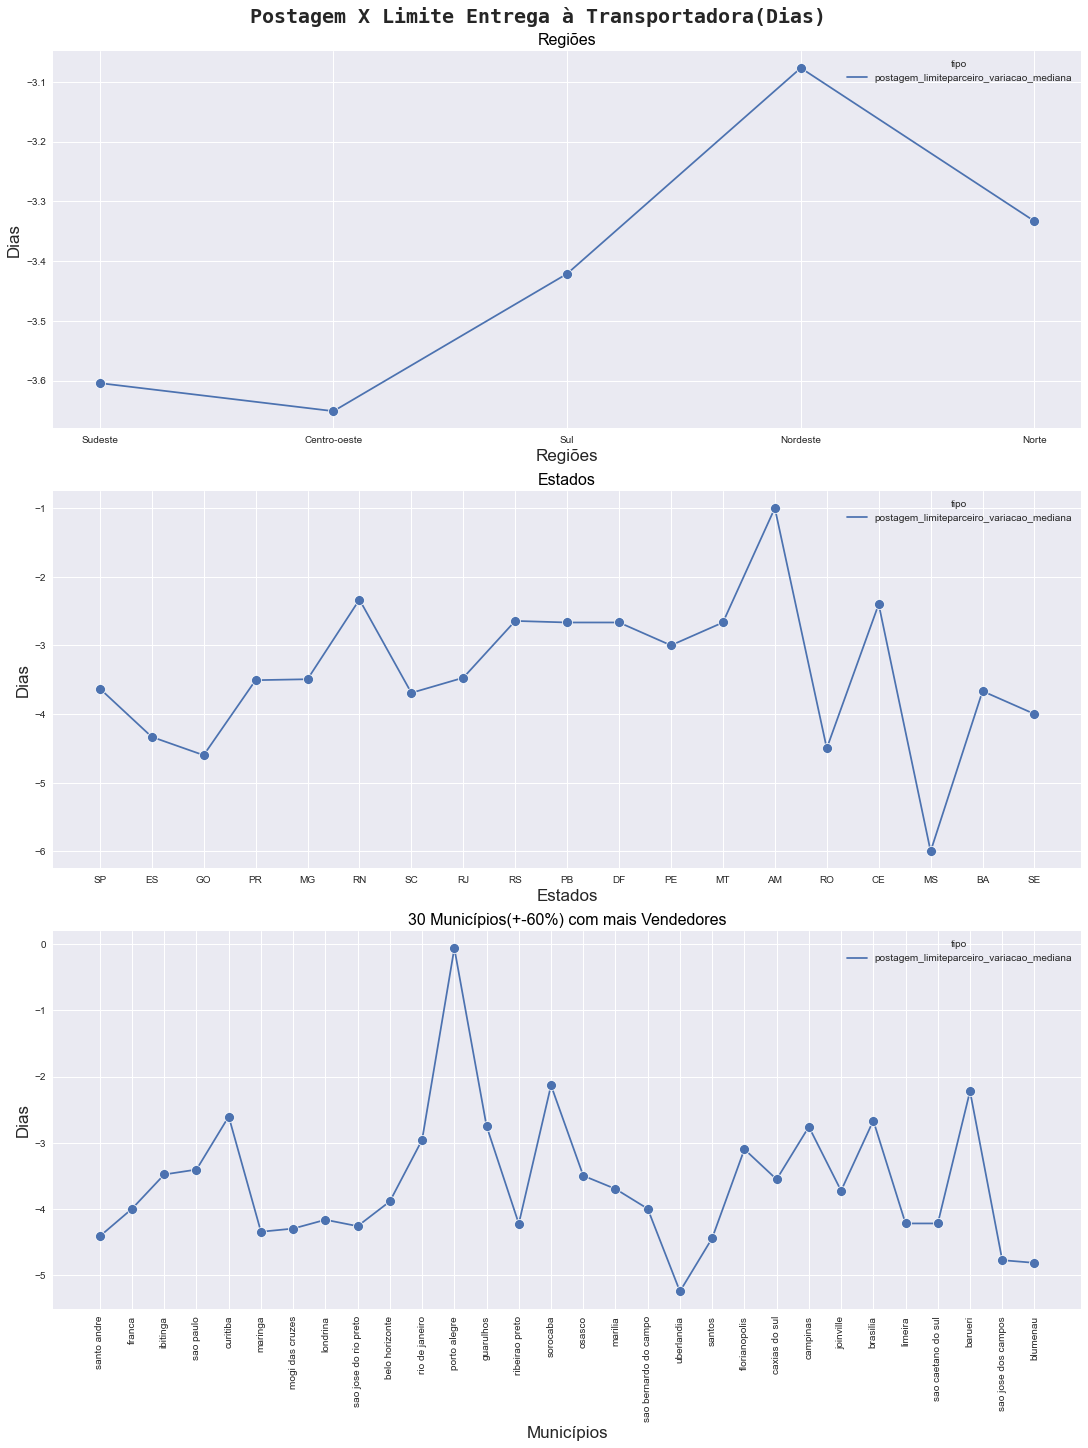 Postagem X Limite Entrega à Transportadora(Dias)
Regiões
tipo
postagem_limiteparceiro_variacao_mediana
−3.1
−3.2
−3.3
−3.4
−3.5
−3.6
Dias
Sudeste Centro-oeste Sul Nordeste Norte
Regiões
Estados
tipo
postagem_limiteparceiro_variacao_mediana
−1
−2
−3
−4
−5
−6
Dias
SP ES GO PR MG RN SC RJ RS PB DF PE MT AM RO CE MS BA SE
Estados
30 Municípios(+-60%) com mais Vendedores
tipo
postagem_limiteparceiro_variacao_mediana
0
−1
−2
−3
−4
−5
Dias
santo andre
franca
ibitinga
sao paulo
curitiba
maringa
mogi das cruzes
londrina
sao jose do rio preto
belo horizonte
rio de janeiro
porto alegre
guarulhos
ribeirao preto
sorocaba
osasco
marilia
sao bernardo do campo
uberlandia
santos
florianopolis
caxias do sul
campinas
joinville
brasilia
limeira
sao caetano do sul
barueri
sao jose dos campos
blumenau
Municípios